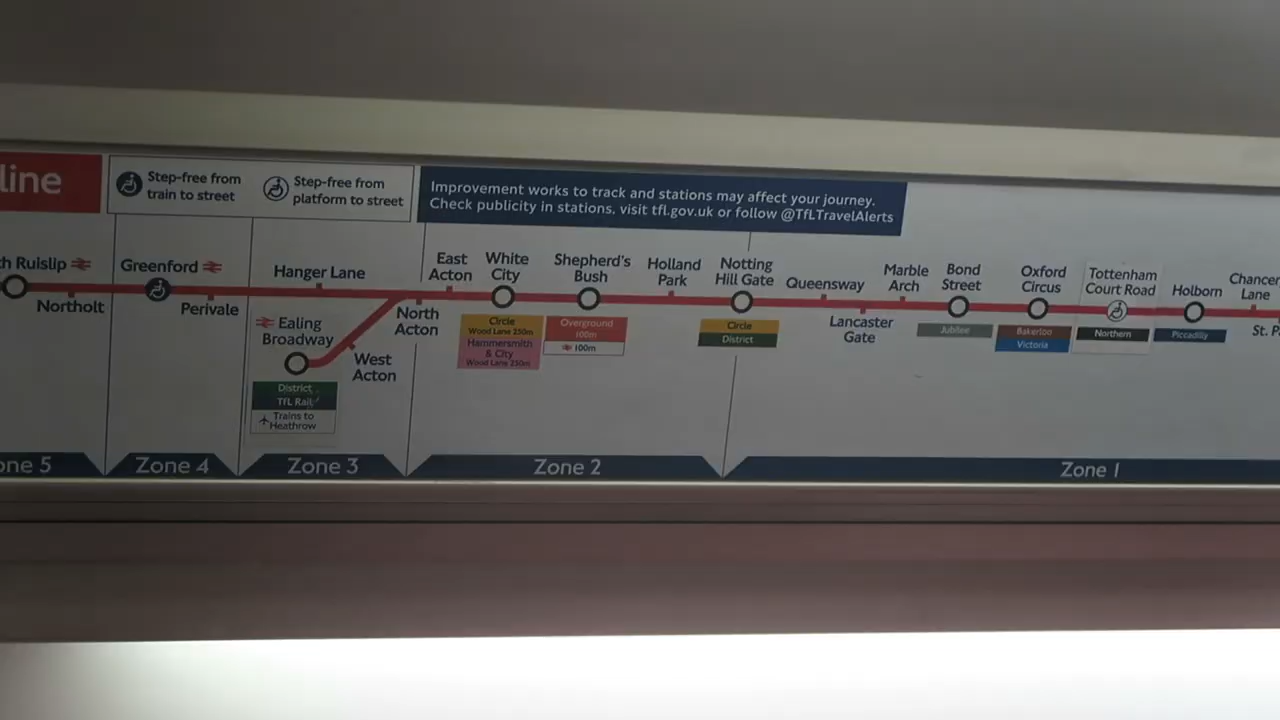 line
Step-free from
train to street
Step-free from
platform to street
Improvement works to track and stations may affect your journey.
Check publicity in stations, visit tfl.gov.uk or follow @TfLTravelAlerts
Ruislip
Northolt
Greenford
Perivale
Hanger Lane
Ealing
Broadway
District
TfL Rail
Trains to
Heathrow
West
Acton
North
Acton
East
Acton
White
City
Circle
Wood Lane 250m
Hammersmith
& City
Wood Lane 250m
Shepherd's
Bush
Overground
100m
100m
Holland
Park
Notting
Hill Gate
Circle
District
Queensway
Lancaster
Gate
Marble
Arch
Bond
Street
Jubilee
Oxford
Circus
Bakerloo
Victoria
Tottenham
Court Road
Northern
Holborn
Piccadilly
Chancer
Lane
St. P
Zone 4
Zone 3
Zone 2
Zone 1